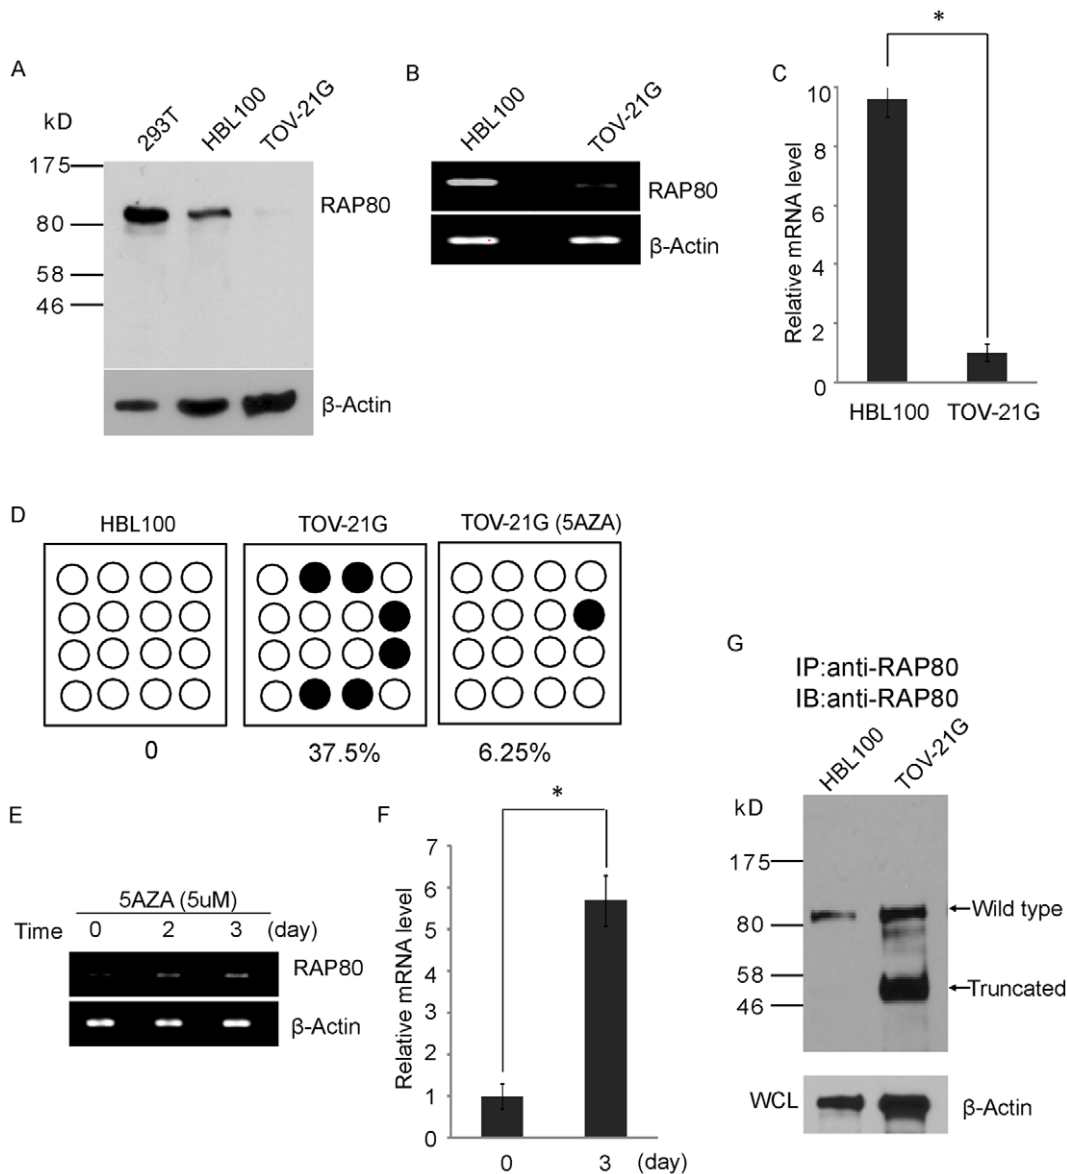 A
kD
293T
HBL100
TOV-21G
175
80
58
46
RAP80
β-Actin
B
HBL100
TOV-21G
RAP80
β-Actin
C
*
Relative mRNA level
10
8
6
4
2
0
HBL100 TOV-21G
D
HBL100
TOV-21G
TOV-21G (5AZA)
0
37.5%
6.25%
E
5AZA (5uM)
Time 0 2 3 (day)
RAP80
β-Actin
F
*
Relative mRNA level
7
6
5
4
3
2
1
0
0 3 (day)
G
IP:anti-RAP80
IB:anti-RAP80
HBL100
TOV-21G
kD
175
80
58
46
Wild type
Truncated
WCL
β-Actin